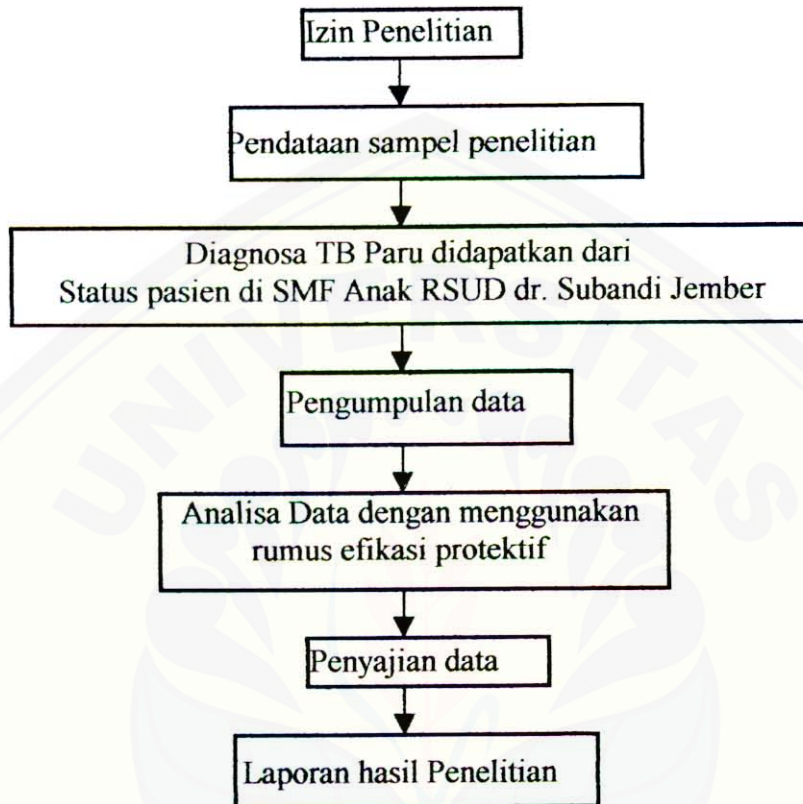 Izin Penelitian
Pendataan sampel penelitian
Diagnosa TB Paru didapatkan dari
Status pasien di SMF Anak RSUD dr. Subandi Jember
Pengumpulan data
Analisa Data dengan menggunakan
rumus efikasi protektif
Penyajian data
Laporan hasil Penelitian
UNIVERSITAS